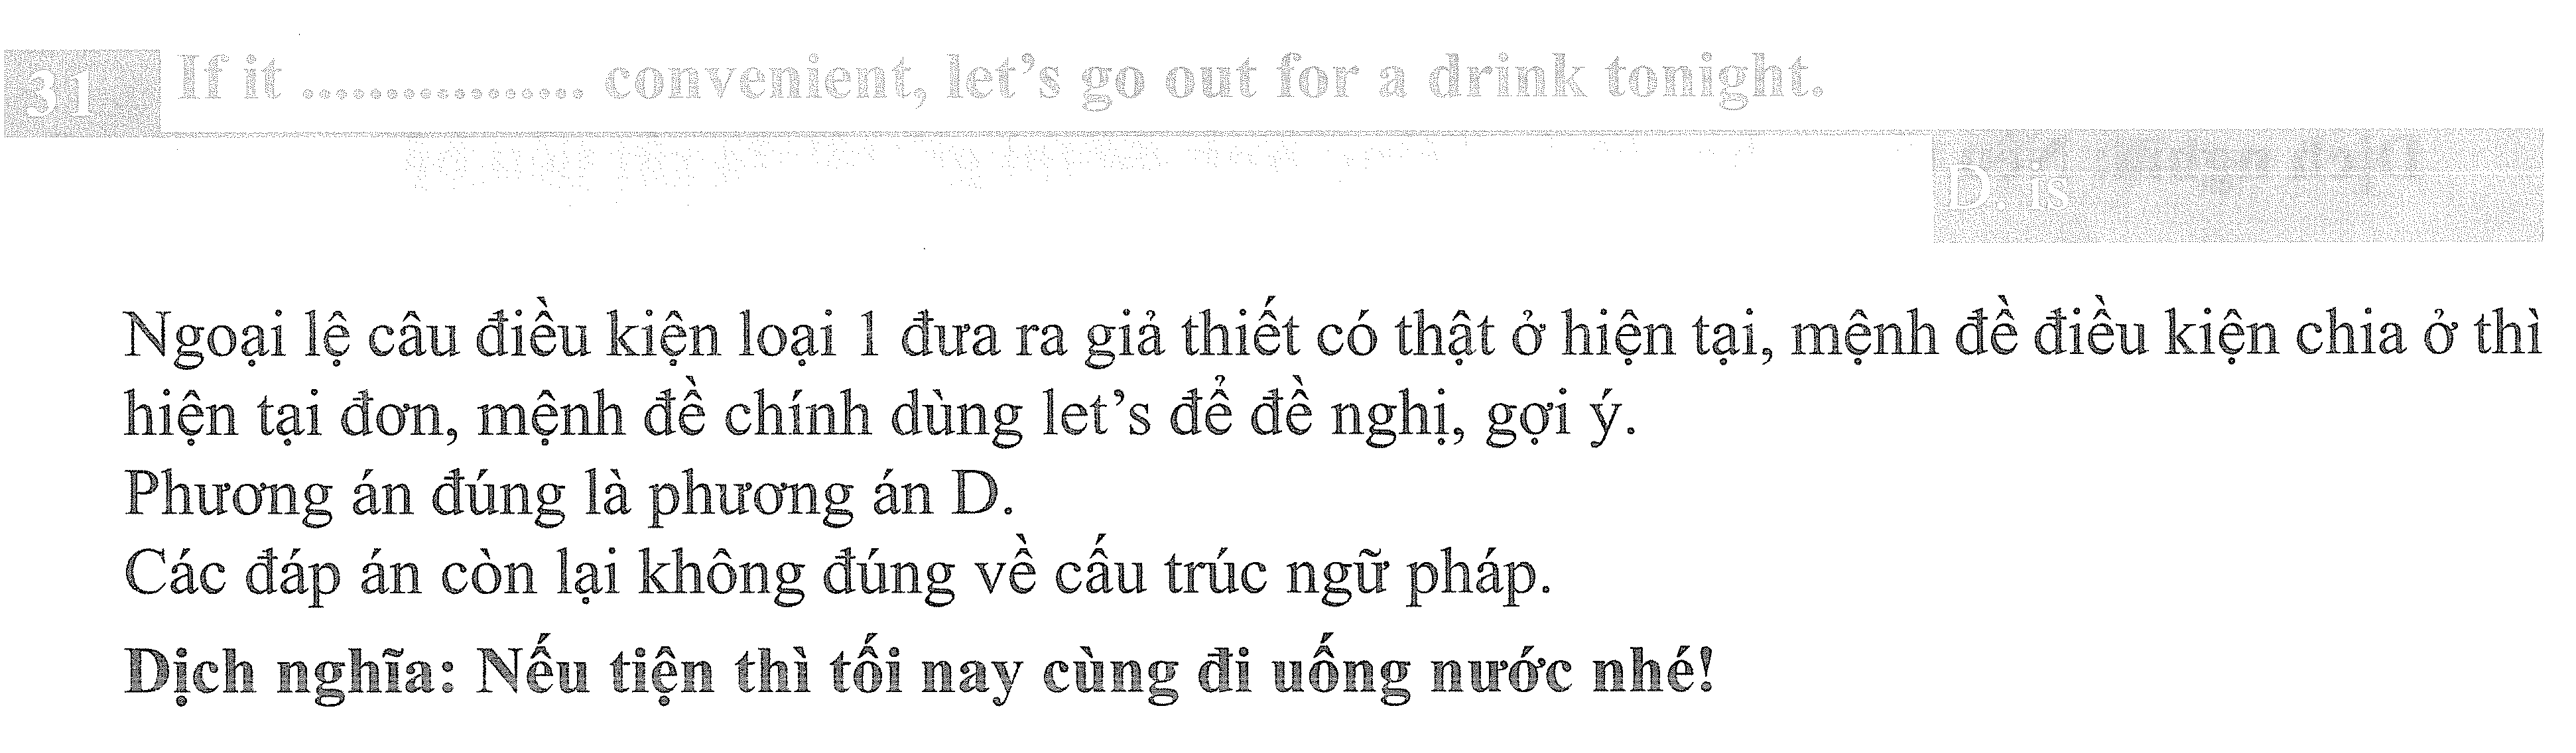 31 If it ................. convenient, let's go out for a drink tonight.
D. is
Ngoại lệ câu điều kiện loại 1 đưa ra giả thiết có thật ở hiện tại, mệnh đề điều kiện chia ở thì
hiện tại đơn, mệnh đề chính dùng let's để đề nghị, gợi ý.
Phương án đúng là phương án D.
Các đáp án còn lại không đúng về cấu trúc ngữ pháp.
Dịch nghĩa: Nếu tiện thì tối nay cùng đi uống nước nhé!